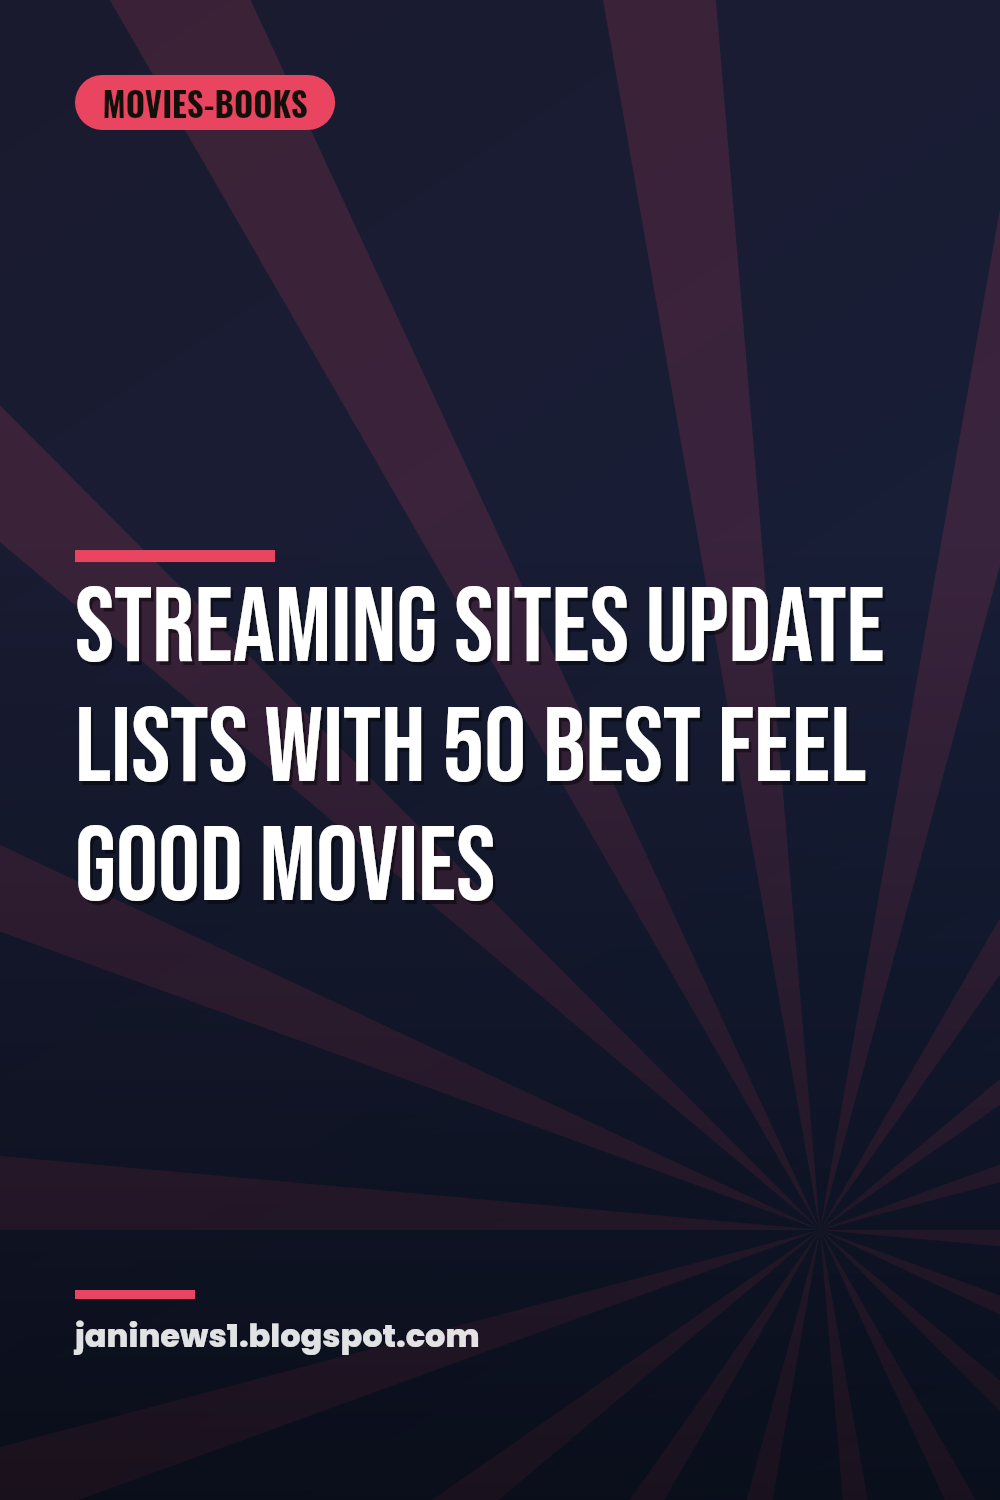 MOVIES-BOOKS
STREAMING SITES UPDATE
LISTS WITH 50 BEST FEEL
GOOD MOVIES
janinews1.blogspot.com